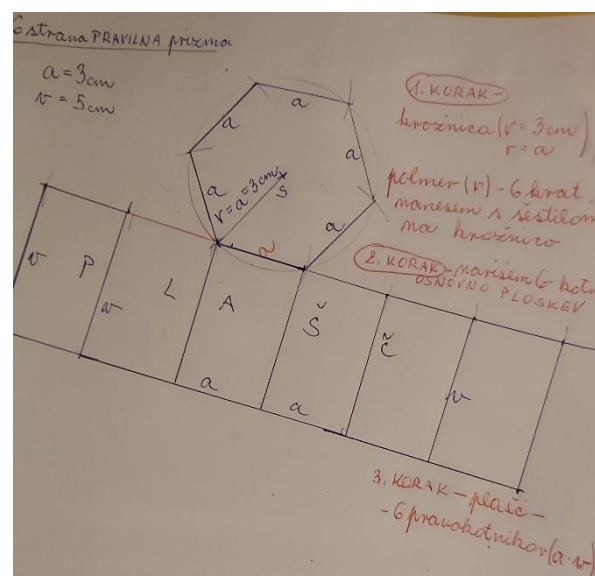 6 strana PRAVILNA prizma
a = 3cm
v = 5cm
1. KORAK -
krožnica (r = 3cm),
r = a
polmer (r) - 6 krat
nanesem s šestilom
na krožnico
2. KORAK - narišem 6-kotn
OSNOVNO PLOSKEV
a
a
a
a
a
a
r = a = 3cm
S
v
P
L
A
Š
Č
v
v
a
a
3. KORAK - plašč -
- 6 pravokotnikov (a·v)